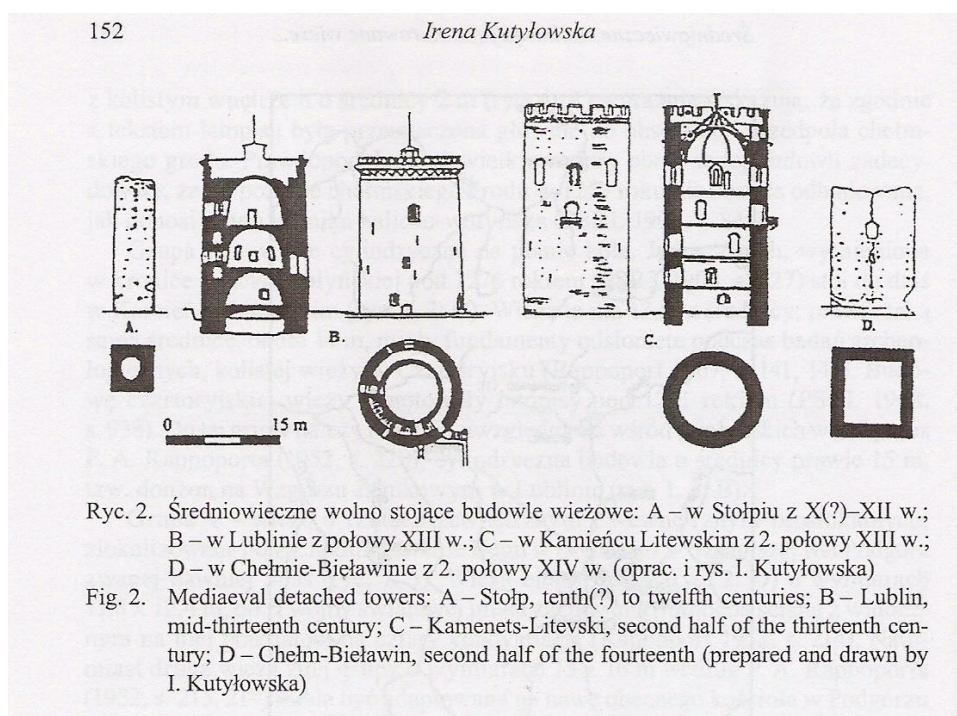 152
Irena Kutyłowska
A.
B.
C.
D.
0 15 m
Ryc. 2. Średniowieczne wolno stojące budowle wieżowe: A – w Stołpiu z X(?)–XII w.;
B – w Lublinie z połowy XIII w.; C – w Kamieńcu Litewskim z 2. połowy XIII w.;
D – w Chełmie-Bieławinie z 2. połowy XIV w. (oprac. i rys. I. Kutyłowska)
Fig. 2. Mediaeval detached towers: A – Stołp, tenth(?) to twelfth centuries; B – Lublin,
mid-thirteenth century; C – Kamenets-Litevski, second half of the thirteenth cen-
tury; D – Chełm-Bieławin, second half of the fourteenth (prepared and drawn by
I. Kutyłowska)